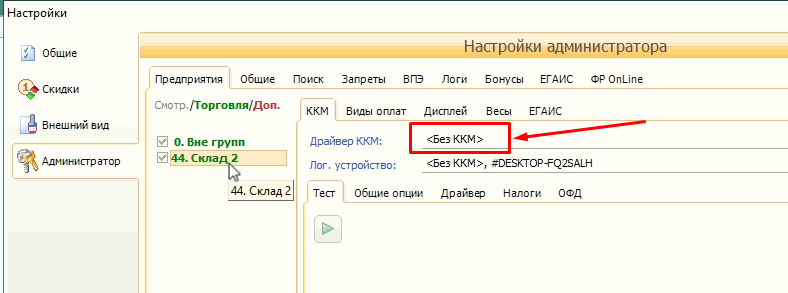 Настройки
Общие
Скидки
Внешний вид
Администратор
Настройки администратора
Предприятия Общие Поиск Запреты ВПЭ Логи Бонусы ЕГАИС ФР OnLine
Смотр./Торговля/Доп.
0. Вне групп
44. Склад 2
44. Склад 2
ККМ Виды оплат Дисплей Весы ЕГАИС
Драйвер ККМ: <Без ККМ>
Лог. устройство: <Без ККМ>, #DESKTOP-FQ2SALH
Тест Общие опции Драйвер Налоги ОФД